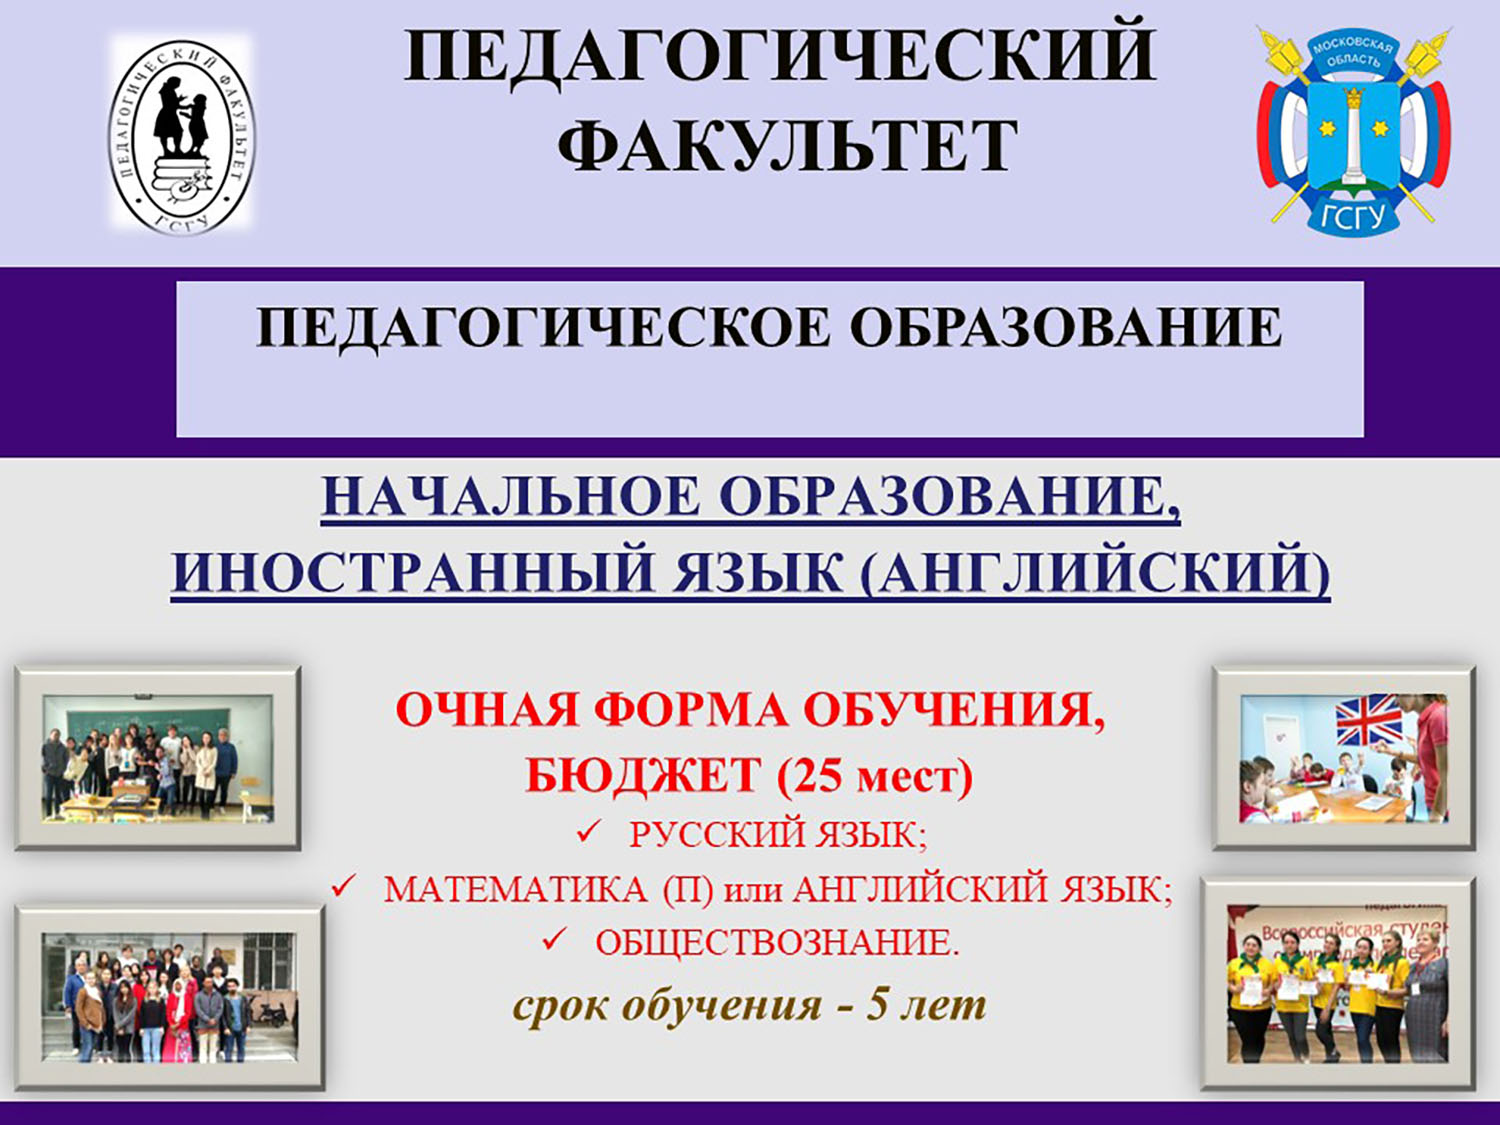 ПЕДАГОГИЧЕСКИЙ
ФАКУЛЬТЕТ
ПЕДАГОГИЧЕСКИЙ ФАКУЛЬТЕТ
ГСГУ
МОСКОВСКАЯ
ОБЛАСТЬ
ГСГУ
ПЕДАГОГИЧЕСКОЕ ОБРАЗОВАНИЕ
НАЧАЛЬНОЕ ОБРАЗОВАНИЕ,
ИНОСТРАННЫЙ ЯЗЫК (АНГЛИЙСКИЙ)
ОЧНАЯ ФОРМА ОБУЧЕНИЯ,
БЮДЖЕТ (25 мест)
✓ РУССКИЙ ЯЗЫК;
✓ МАТЕМАТИКА (П) или АНГЛИЙСКИЙ ЯЗЫК;
✓ ОБЩЕСТВОЗНАНИЕ.
срок обучения - 5 лет
Всероссийская